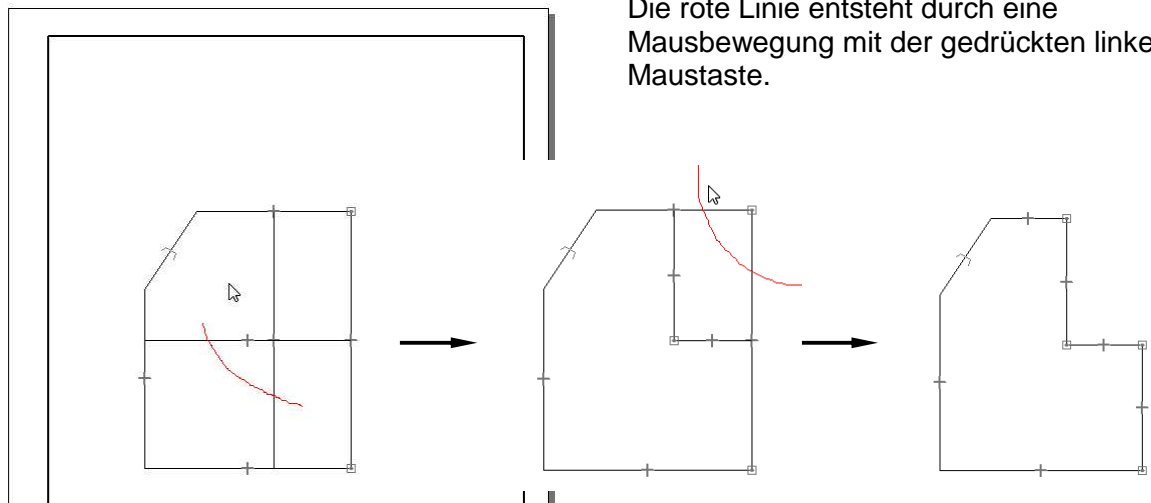 Die rote Linie entsteht durch eine
Mausbewegung mit der gedrückten linke
Maustaste.